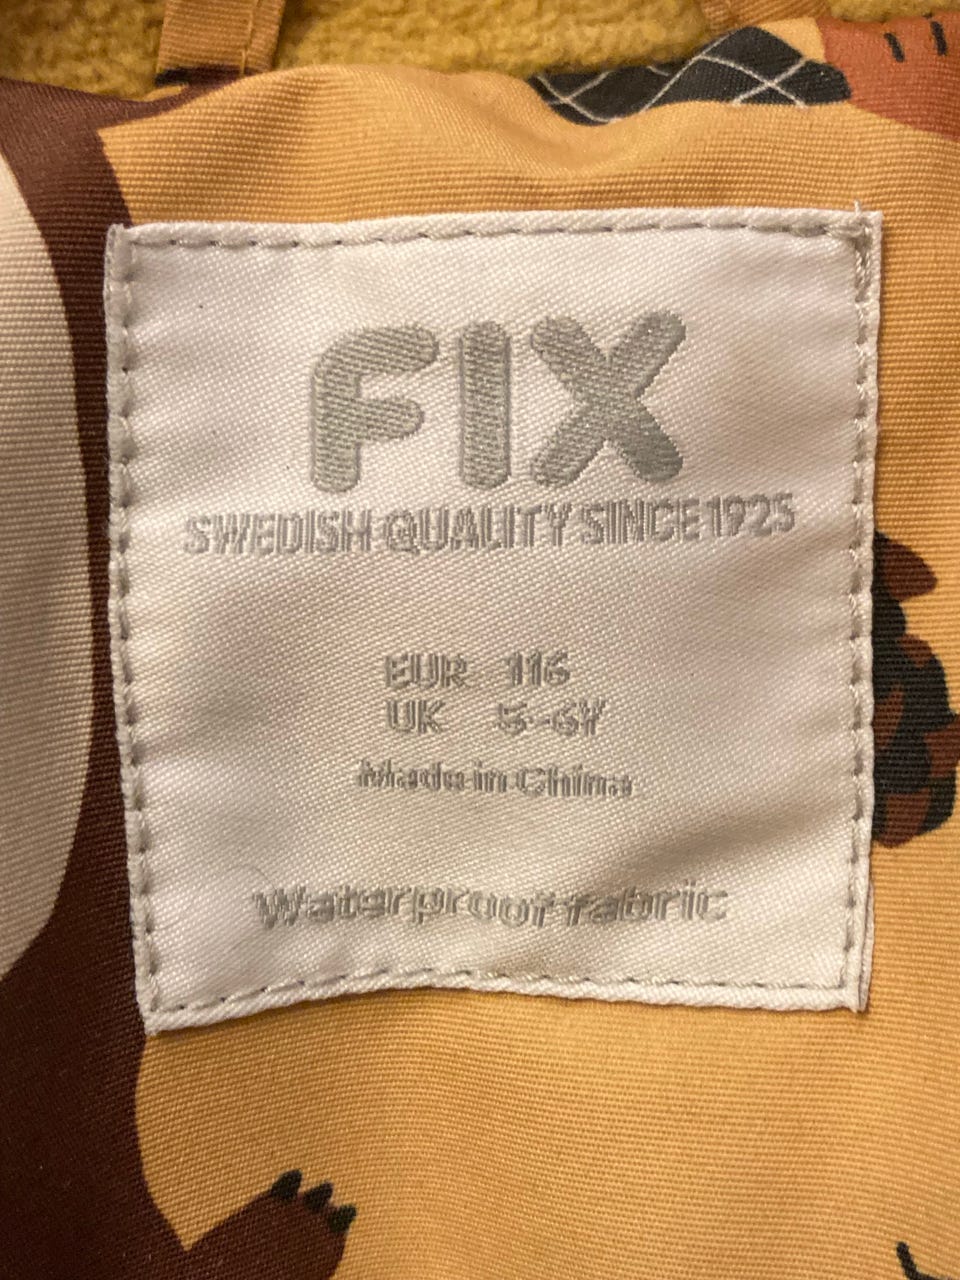 FIX
SWEDISH QUALITY SINCE 1925
EUR 116
UK 5-6Y
Made in China
Waterproof fabric